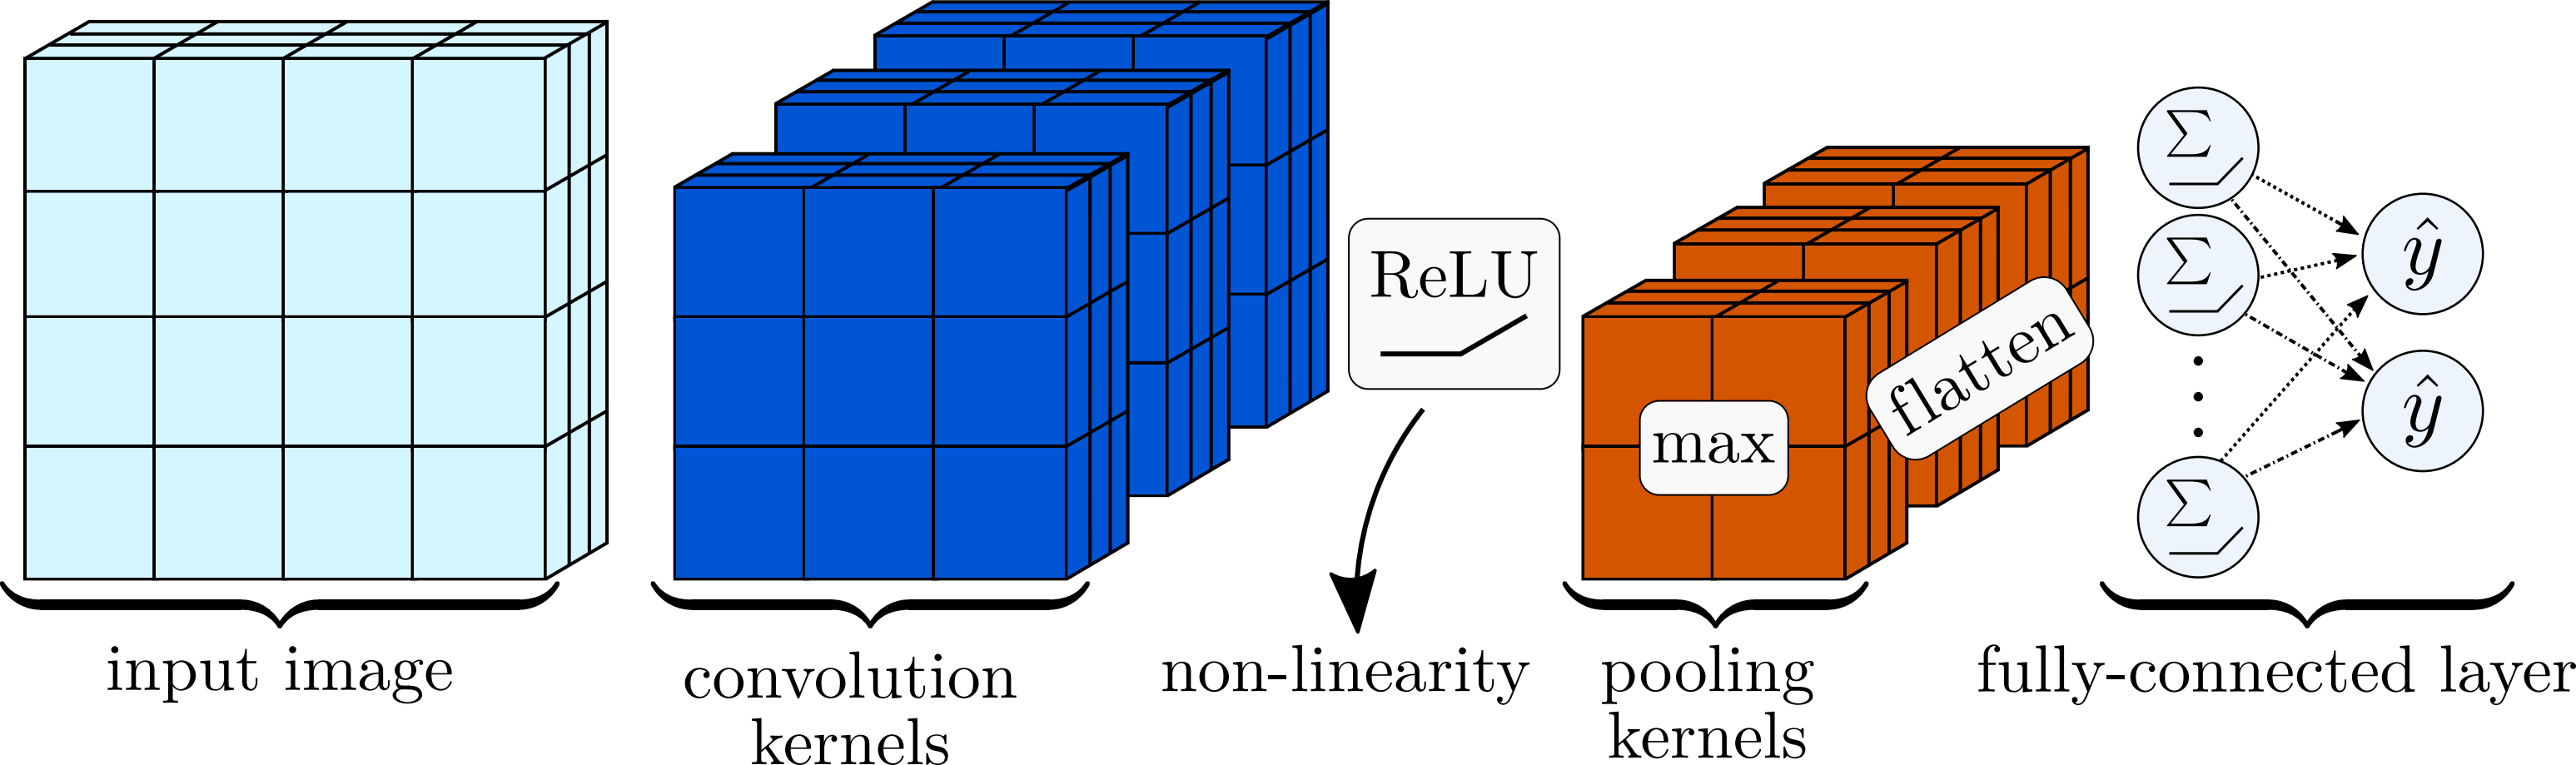 ReLU
max
flatten
Σ
Σ
Σ
ŷ
ŷ
input image
convolution
kernels
non-linearity
pooling
kernels
fully-connected layer